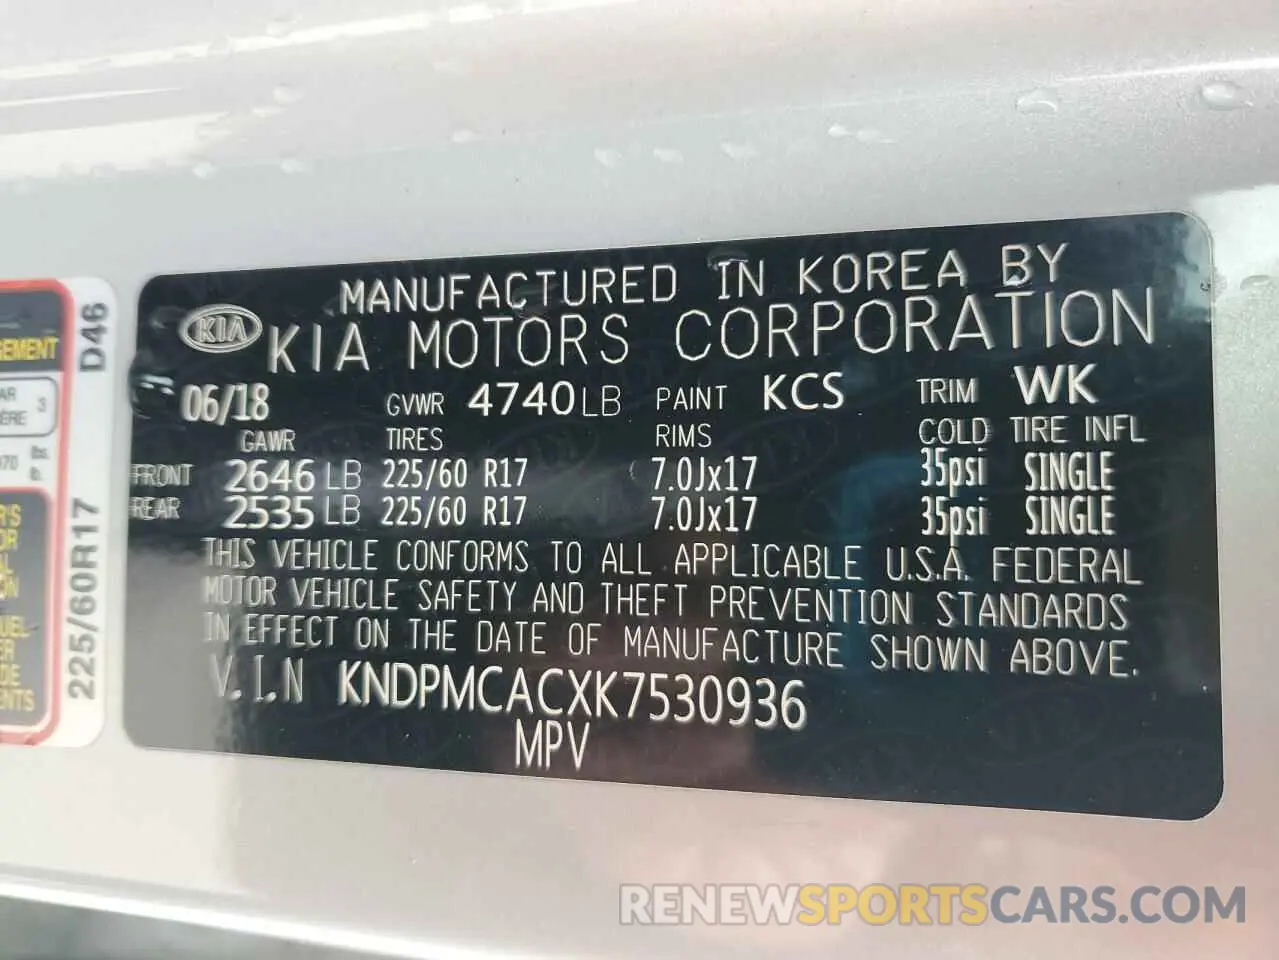 MANUFACTURED IN KOREA BY
KIA KIA MOTORS CORPORATION
06/18 GVWR 4740LB PAINT KCS TRIM WK
GAWR TIRES RIMS COLD TIRE INFL
FRONT 2646 LB 225/60 R17 7.0Jx17 35psi SINGLE
REAR 2535 LB 225/60 R17 7.0Jx17 35psi SINGLE
THIS VEHICLE CONFORMS TO ALL APPLICABLE U.S.A. FEDERAL
MOTOR VEHICLE SAFETY AND THEFT PREVENTION STANDARDS
IN EFFECT ON THE DATE OF MANUFACTURE SHOWN ABOVE.
V.I.N KNDPMCACXK7530936
MPV
225/60R17 D46
3
lbs.
RENEWSPORTSCARS.COM